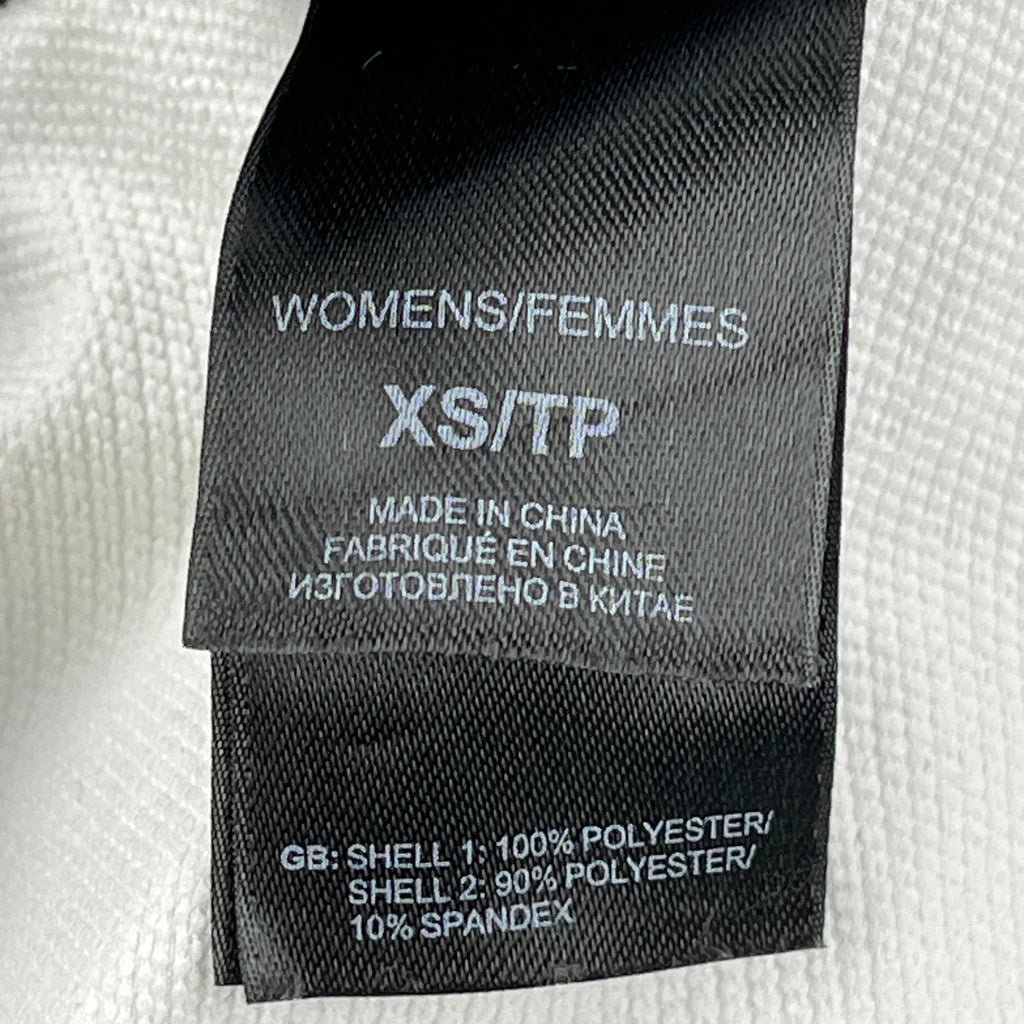 WOMENS/FEMMES
XS/TP
MADE IN CHINA
FABRIQUÉ EN CHINE
ИЗГОТОВЛЕНО В КИТАЕ
GB: SHELL 1: 100% POLYESTER/
SHELL 2: 90% POLYESTER/
10% SPANDEX